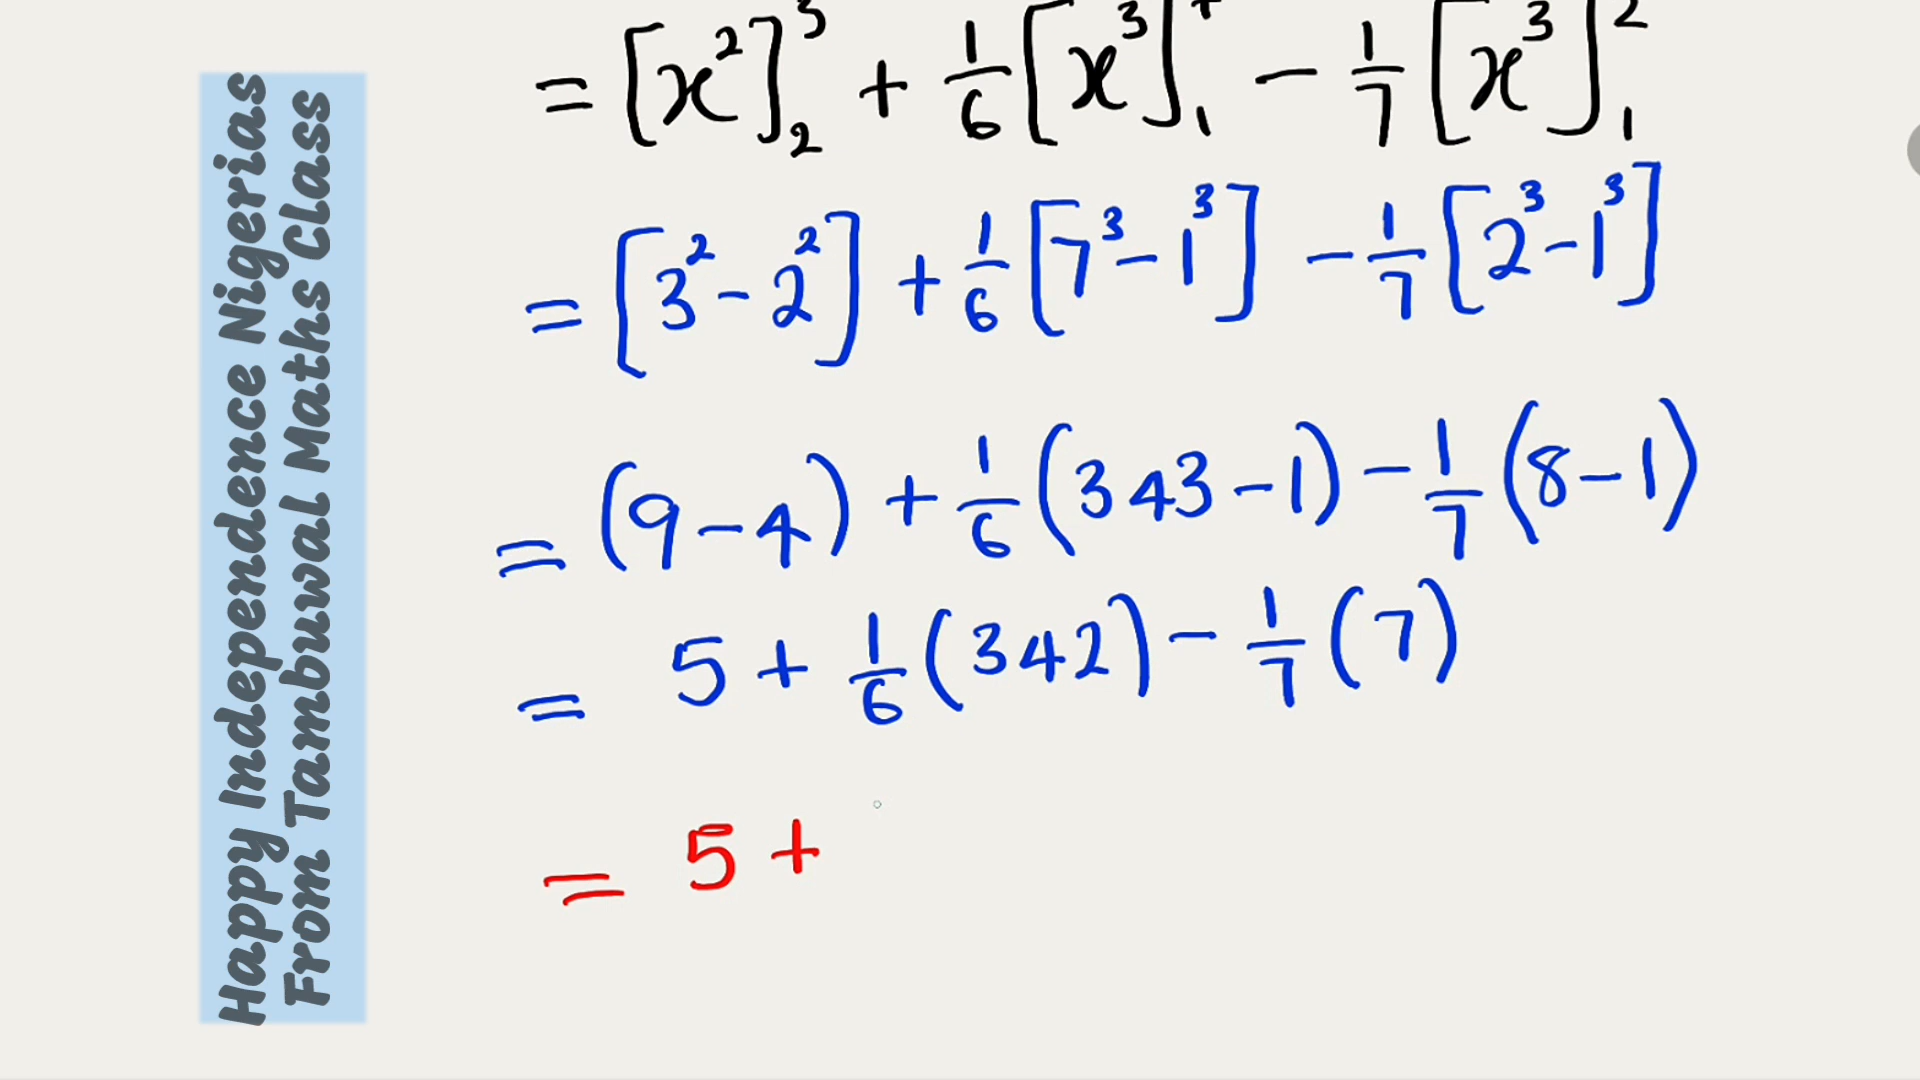 Happy Independence Nigerias
From Tambuwal Maths Class
= [x²]₂³ + 1/6 [x³]₁ - 1/7 [x³]₁²
= [3² - 2²] + 1/6 [7³ - 1³] - 1/7 [2³ - 1³]
= (9 - 4) + 1/6 (343 - 1) - 1/7 (8 - 1)
= 5 + 1/6 (342) - 1/7 (7)
= 5 +